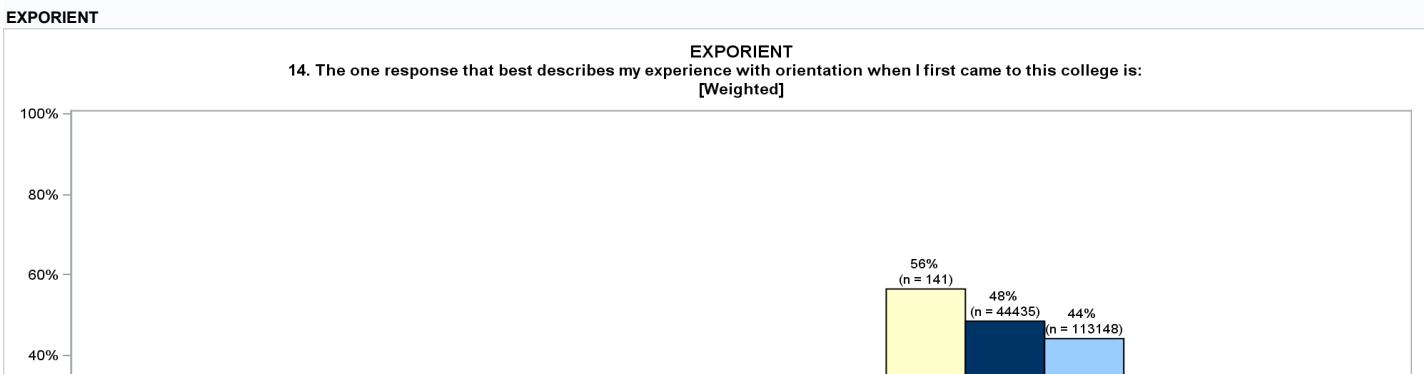 EXPORIENT
EXPORIENT
14. The one response that best describes my experience with orientation when I first came to this college is:
[Weighted]
100%
80%
60%
40%
56%
(n = 141)
48%
(n = 44435)
44%
(n = 113148)